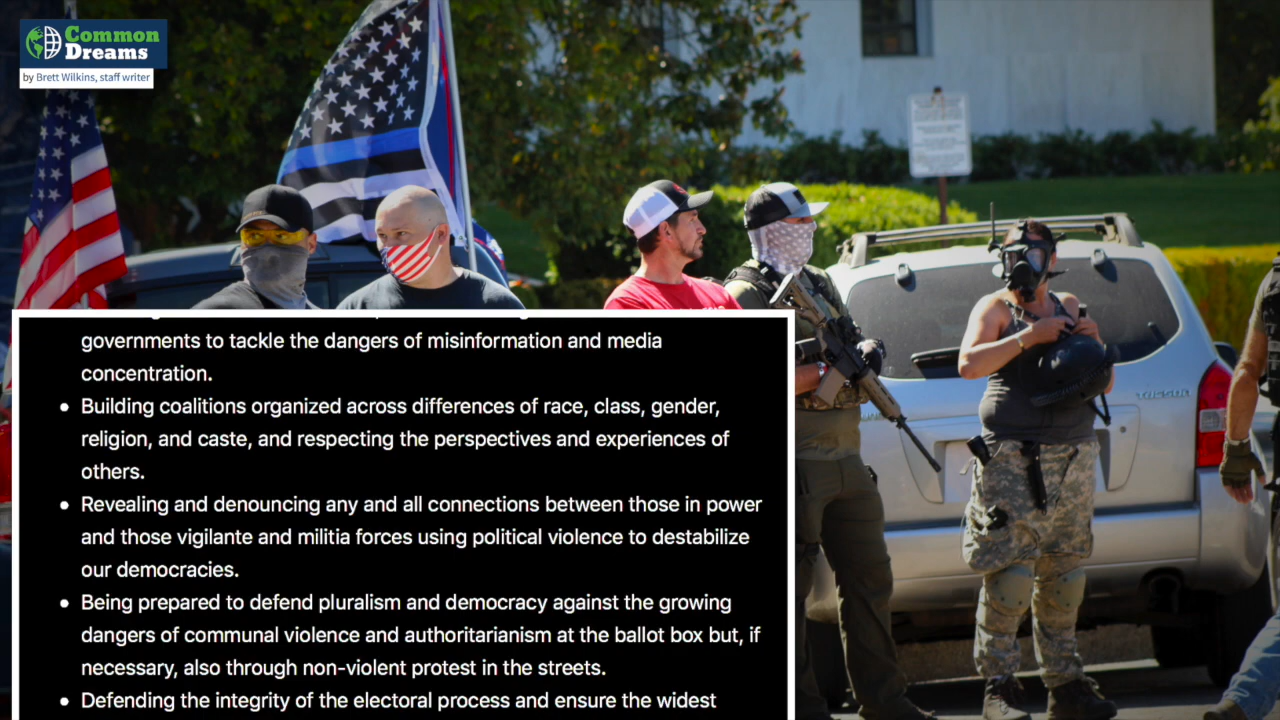 Common
Dreams
by Brett Wilkins, staff writer
governments to tackle the dangers of misinformation and media
concentration.
• Building coalitions organized across differences of race, class, gender,
religion, and caste, and respecting the perspectives and experiences of
others.
• Revealing and denouncing any and all connections between those in power
and those vigilante and militia forces using political violence to destabilize
our democracies.
• Being prepared to defend pluralism and democracy against the growing
dangers of communal violence and authoritarianism at the ballot box but, if
necessary, also through non-violent protest in the streets.
• Defending the integrity of the electoral process and ensure the widest
TUCSON